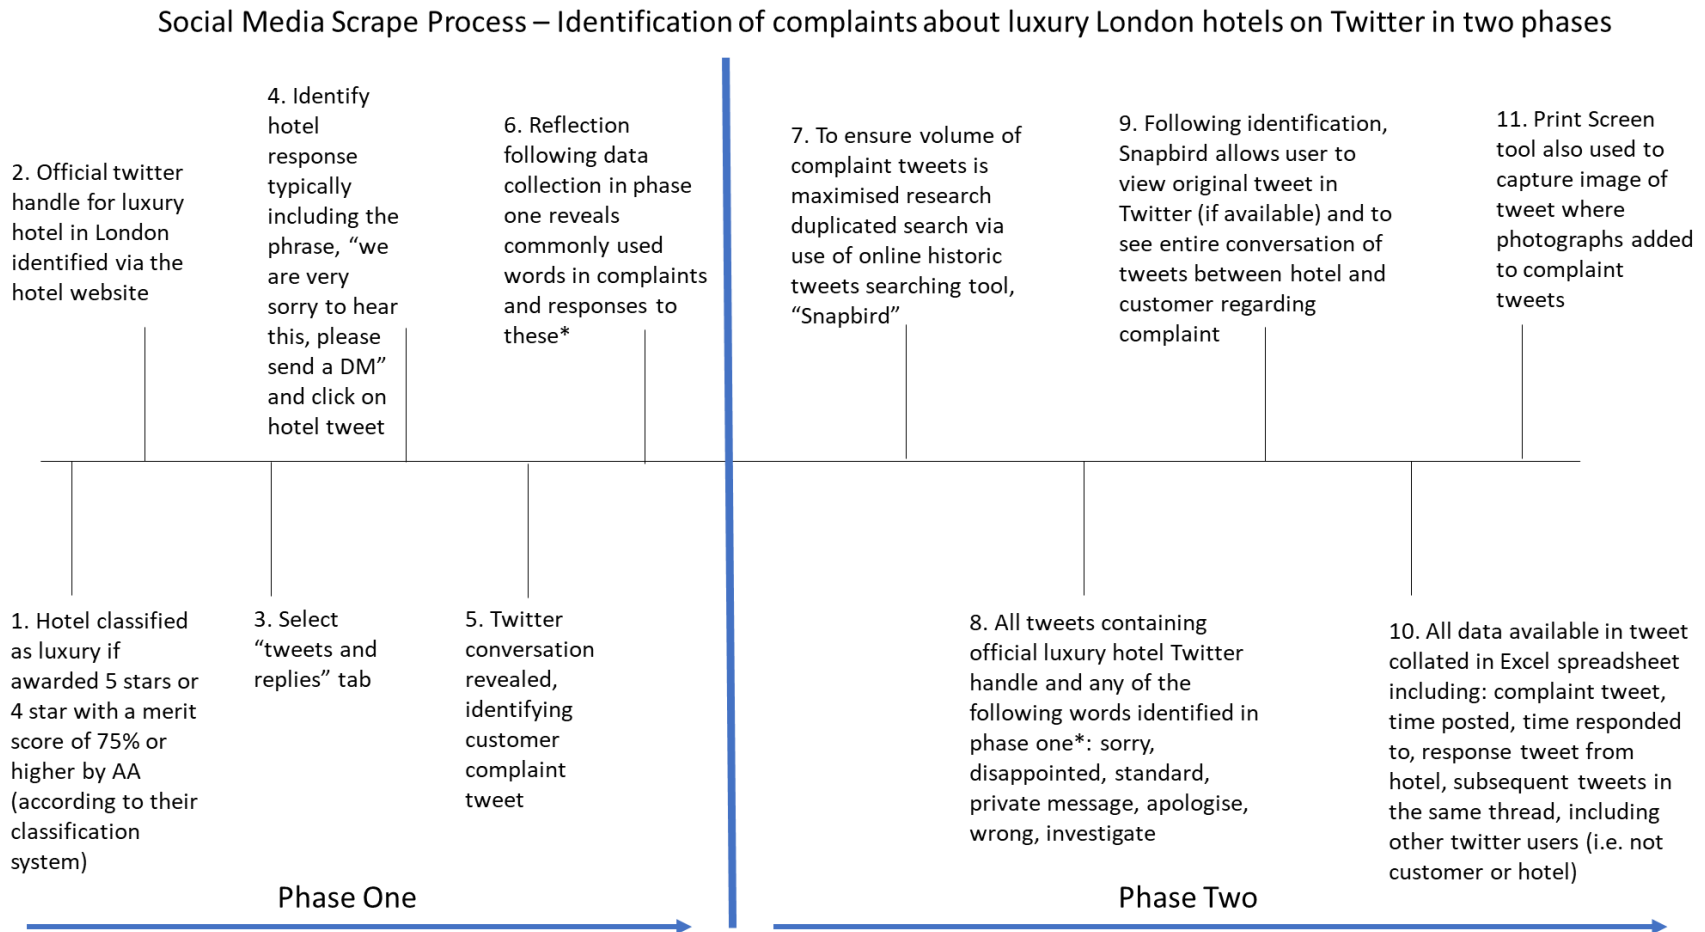 Social Media Scrape Process – Identification of complaints about luxury London hotels on Twitter in two phases
1. Hotel classified
as luxury if
awarded 5 stars or
4 star with a merit
score of 75% or
higher by AA
(according to their
classification
system)
2. Official twitter
handle for luxury
hotel in London
identified via the
hotel website
3. Select
“tweets and
replies” tab
4. Identify
hotel
response
typically
including the
phrase, “we
are very
sorry to hear
this, please
send a DM”
and click on
hotel tweet
5. Twitter
conversation
revealed,
identifying
customer
complaint
tweet
6. Reflection
following data
collection in phase
one reveals
commonly used
words in complaints
and responses to
these*
Phase One
7. To ensure volume of
complaint tweets is
maximised research
duplicated search via
use of online historic
tweets searching tool,
“Snapbird”
8. All tweets containing
official luxury hotel Twitter
handle and any of the
following words identified in
phase one*: sorry,
disappointed, standard,
private message, apologise,
wrong, investigate
9. Following identification,
Snapbird allows user to
view original tweet in
Twitter (if available) and to
see entire conversation of
tweets between hotel and
customer regarding
complaint
10. All data available in tweet
collated in Excel spreadsheet
including: complaint tweet,
time posted, time responded
to, response tweet from
hotel, subsequent tweets in
the same thread, including
other twitter users (i.e. not
customer or hotel)
11. Print Screen
tool also used to
capture image of
tweet where
photographs added
to complaint
tweets
Phase Two